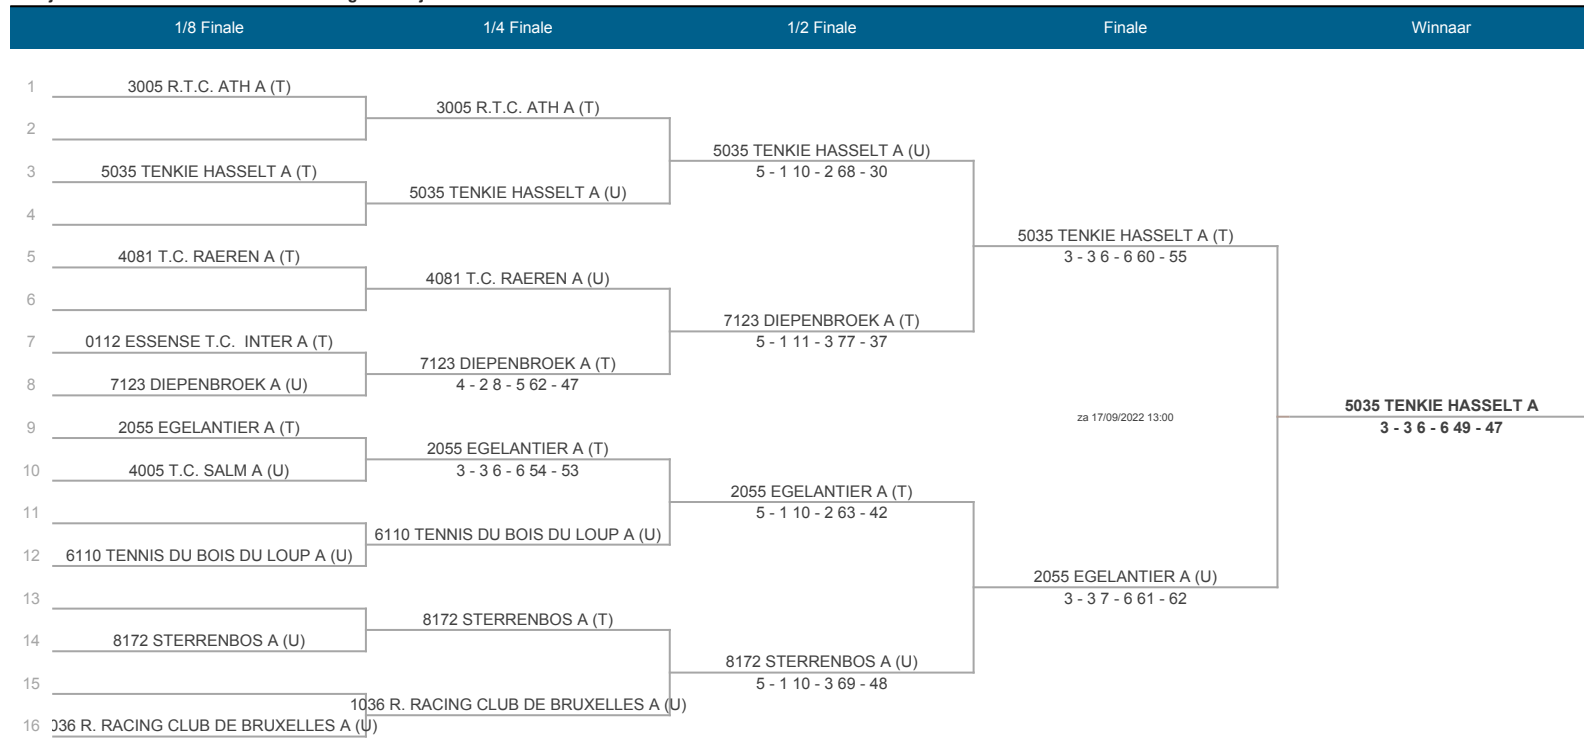 1/8 Finale 1/4 Finale 1/2 Finale Finale Winnaar
1 3005 R.T.C. ATH A (T)
3005 R.T.C. ATH A (T)
2
5035 TENKIE HASSELT A (U)
3 5035 TENKIE HASSELT A (T)
5 - 1 10 - 2 68 - 30
5035 TENKIE HASSELT A (U)
4
5035 TENKIE HASSELT A (T)
5 4081 T.C. RAEREN A (T)
3 - 3 6 - 6 60 - 55
4081 T.C. RAEREN A (U)
6
7123 DIEPENBROEK A (T)
7 0112 ESSENSE T.C. INTER A (T)
5 - 1 11 - 3 77 - 37
7123 DIEPENBROEK A (T)
8 7123 DIEPENBROEK A (U)
4 - 2 8 - 5 62 - 47
5035 TENKIE HASSELT A
za 17/09/2022 13:00
9 2055 EGELANTIER A (T)
3 - 3 6 - 6 49 - 47
2055 EGELANTIER A (T)
10 4005 T.C. SALM A (U)
3 - 3 6 - 6 54 - 53
2055 EGELANTIER A (T)
11
5 - 1 10 - 2 63 - 42
6110 TENNIS DU BOIS DU LOUP A (U)
12 6110 TENNIS DU BOIS DU LOUP A (U)
2055 EGELANTIER A (U)
13
3 - 3 7 - 6 61 - 62
8172 STERRENBOS A (T)
14 8172 STERRENBOS A (U)
8172 STERRENBOS A (U)
15
5 - 1 10 - 3 69 - 48
1036 R. RACING CLUB DE BRUXELLES A (U)
16 036 R. RACING CLUB DE BRUXELLES A (U)